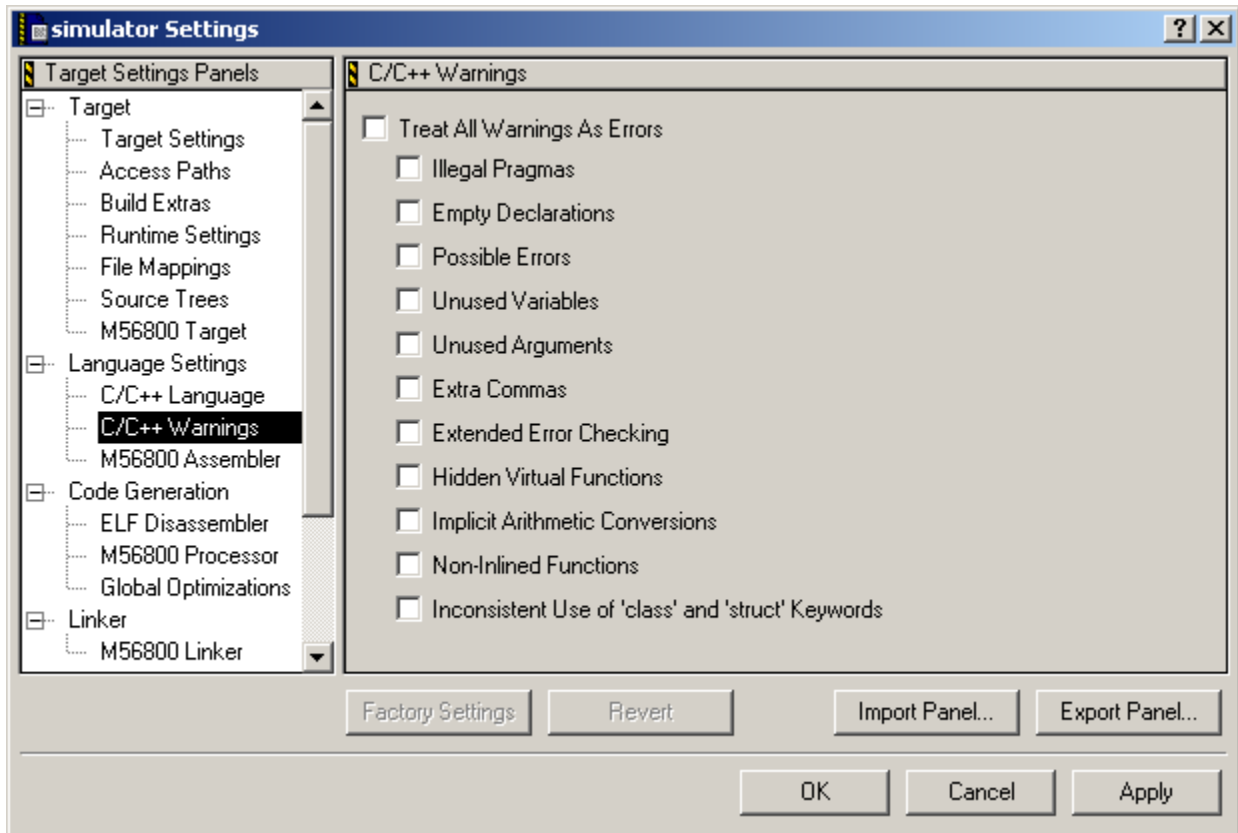 simulator Settings
Target Settings Panels
Target
Target Settings
Access Paths
Build Extras
Runtime Settings
File Mappings
Source Trees
M56800 Target
Language Settings
C/C++ Language
C/C++ Warnings
M56800 Assembler
Code Generation
ELF Disassembler
M56800 Processor
Global Optimizations
Linker
M56800 Linker
C/C++ Warnings
Treat All Warnings As Errors
Illegal Pragmas
Empty Declarations
Possible Errors
Unused Variables
Unused Arguments
Extra Commas
Extended Error Checking
Hidden Virtual Functions
Implicit Arithmetic Conversions
Non-Inlined Functions
Inconsistent Use of 'class' and 'struct' Keywords
Factory Settings
Revert
Import Panel...
Export Panel...
OK
Cancel
Apply